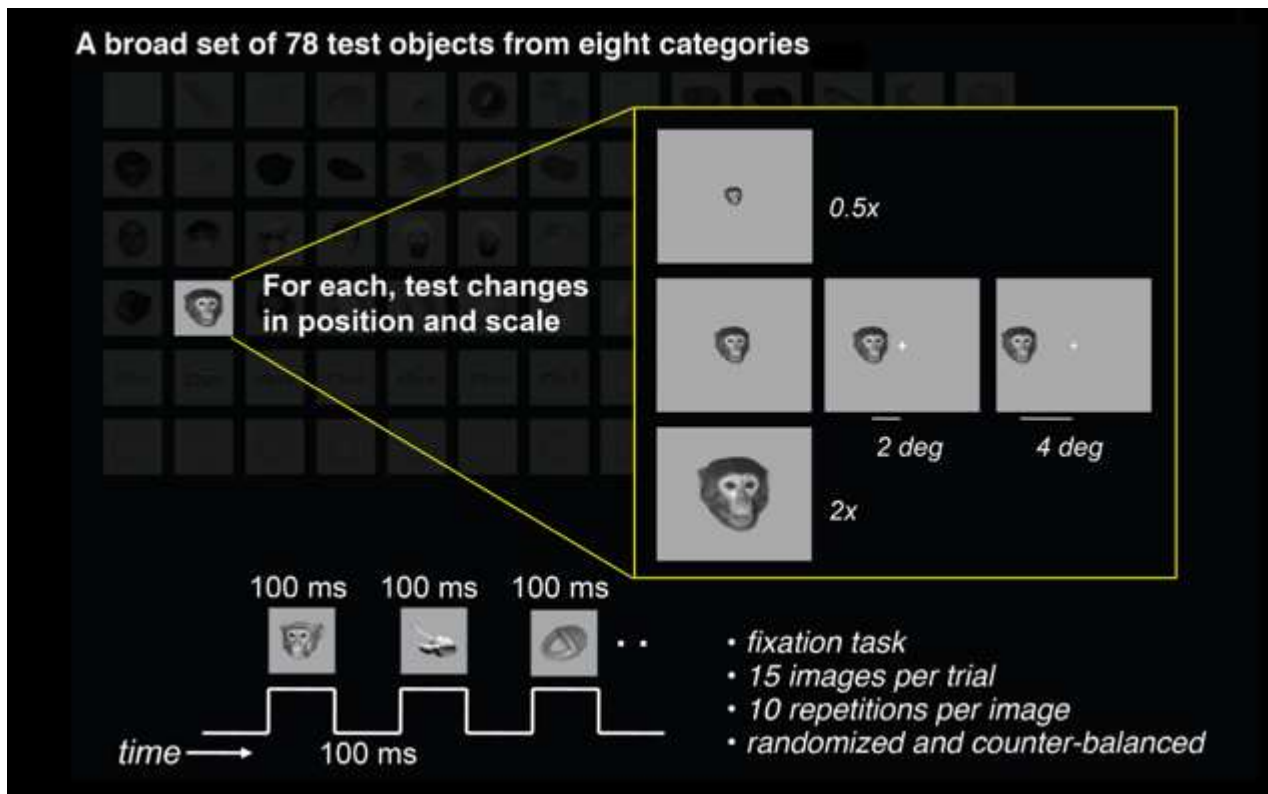 A broad set of 78 test objects from eight categories
0.5x
For each, test changes
in position and scale
2 deg
4 deg
2x
100 ms
100 ms
100 ms
• fixation task
• 15 images per trial
• 10 repetitions per image
• randomized and counter-balanced
time
100 ms